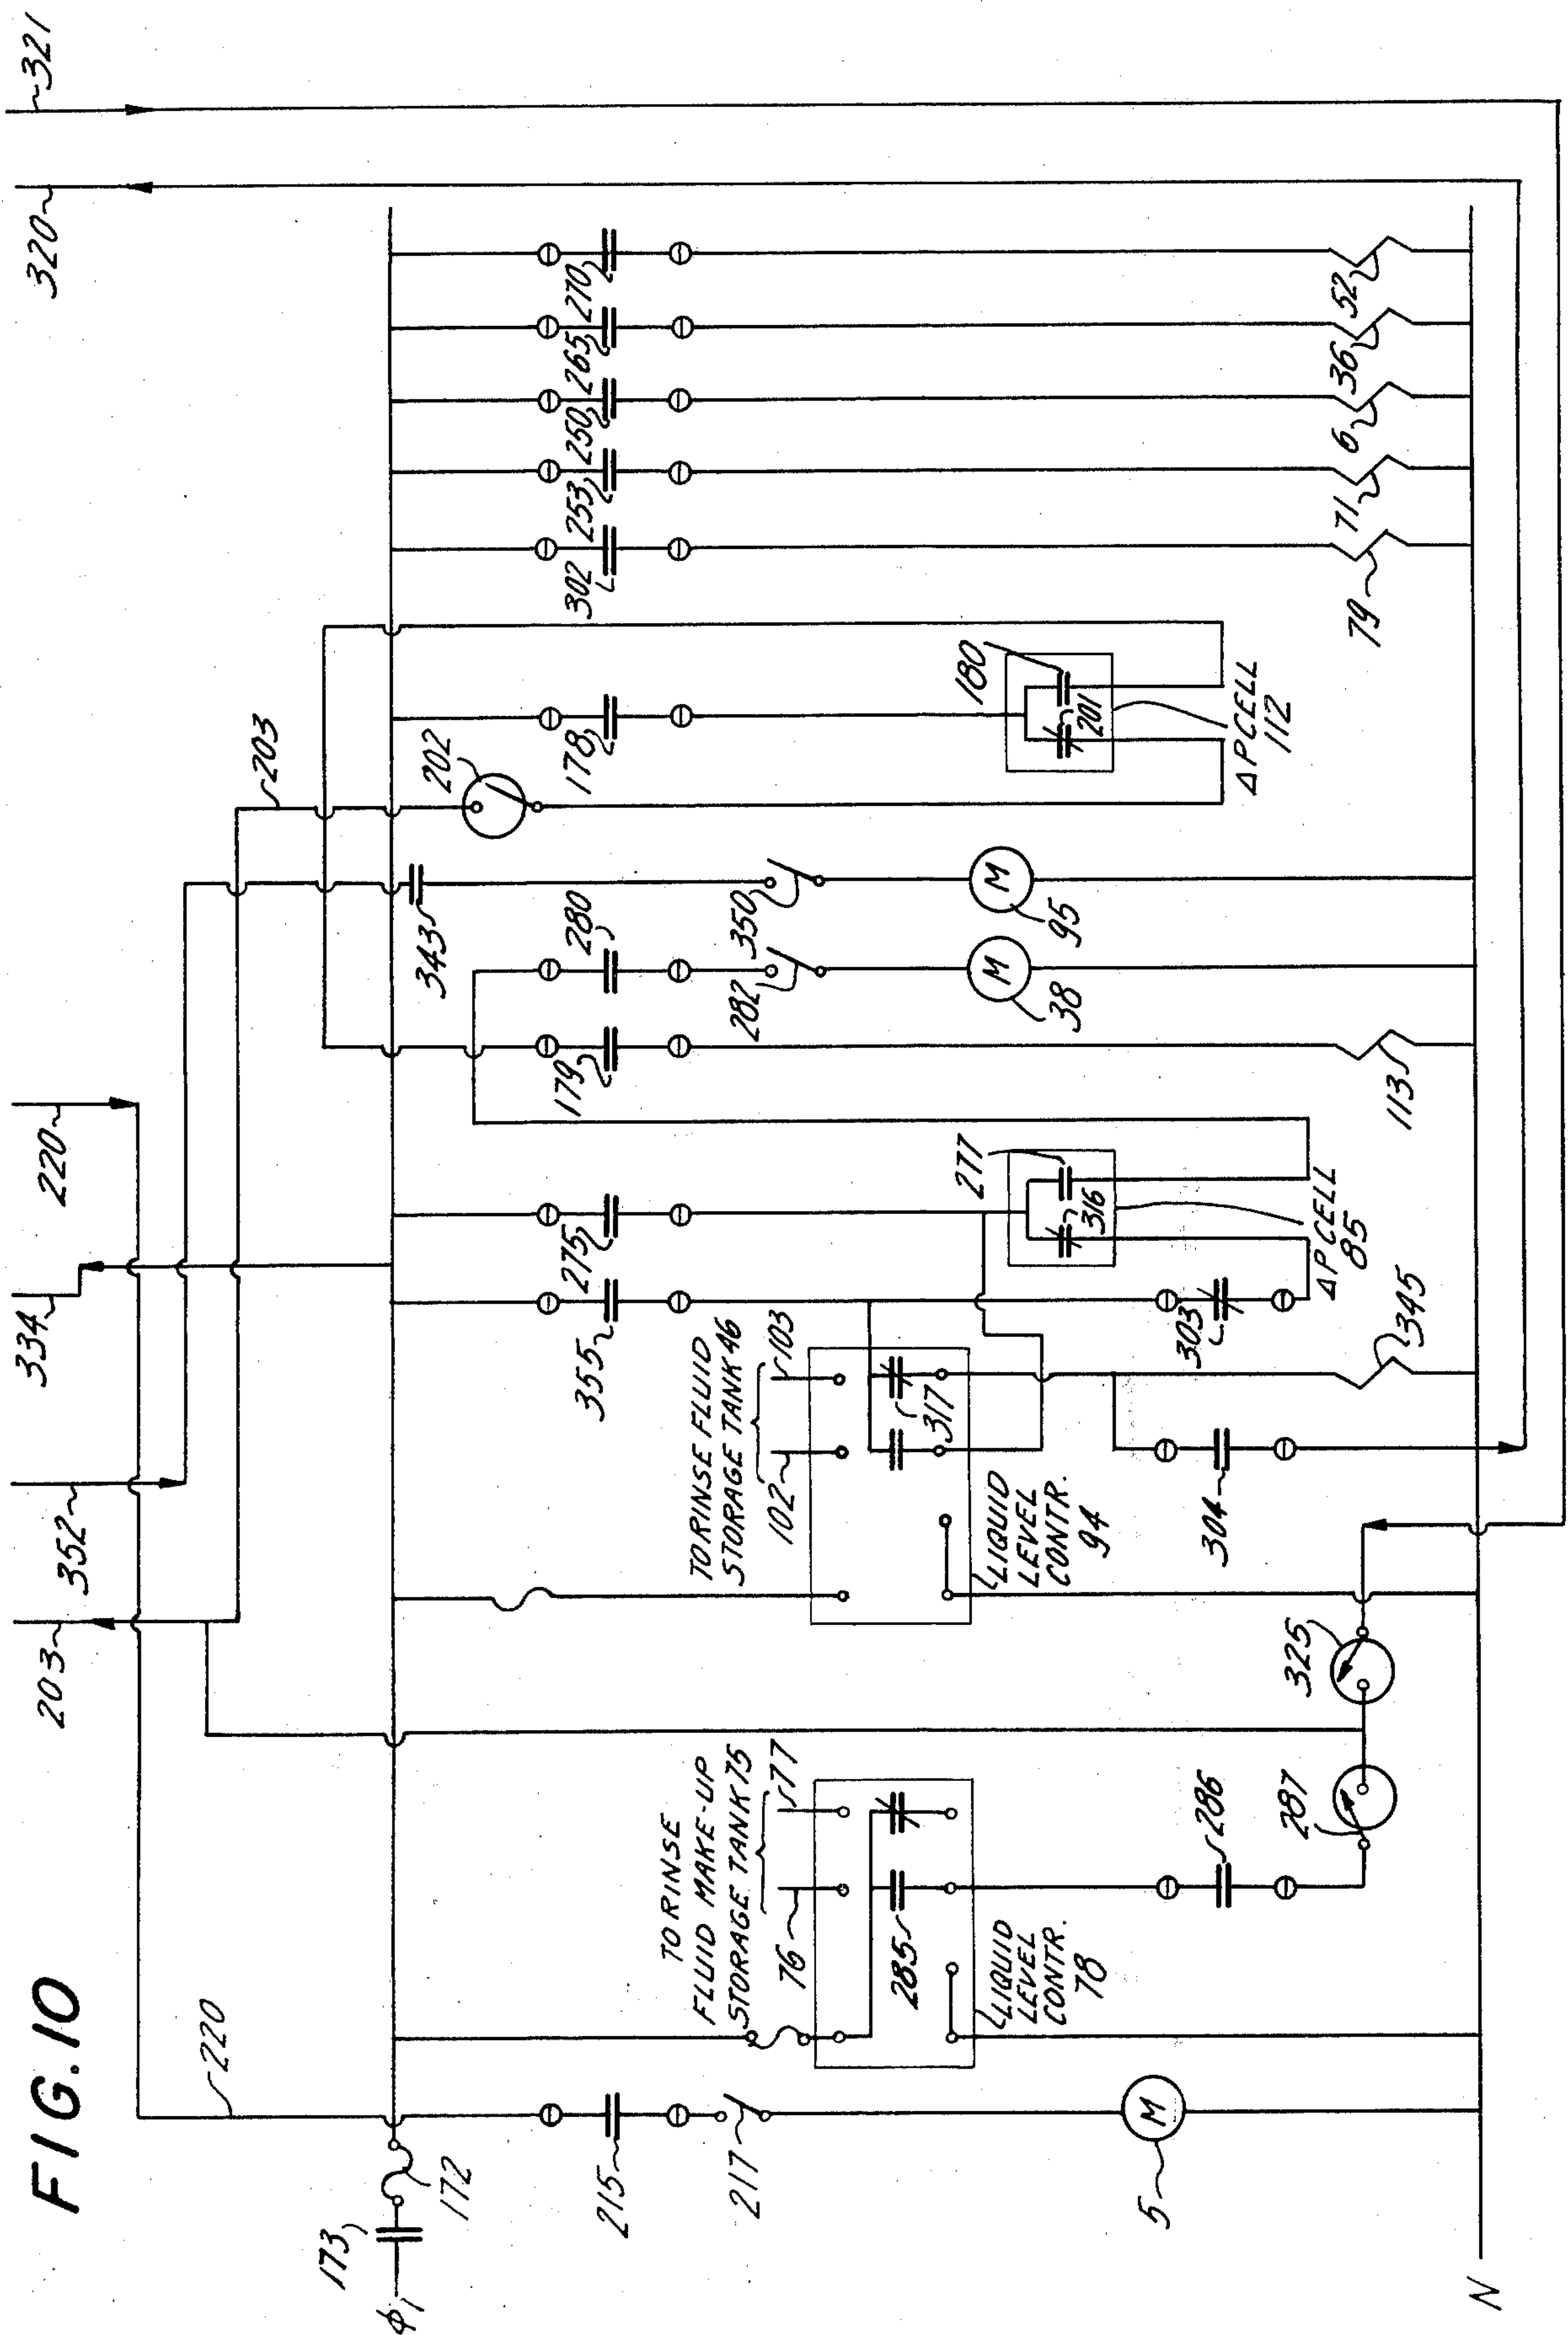 FIG.10
203
352
334
220
320
321
220
203
173
172
Φ1
215
217
5
TO RINSE
FLUID MAKE-UP
STORAGE TANK 75
76
77
285
LIQUID
LEVEL
CONTR.
78
286
287
325
TO RINSE FLUID
STORAGE TANK 46
102
103
317
LIQUID
LEVEL
CONTR.
94
304
345
355
275
303
277
316
ΔP CELL
85
179
113
280
282
M
38
343
350
M
95
202
178
180
201
ΔP CELL
112
302
253
250
265
270
79
71
6
36
52
M
N